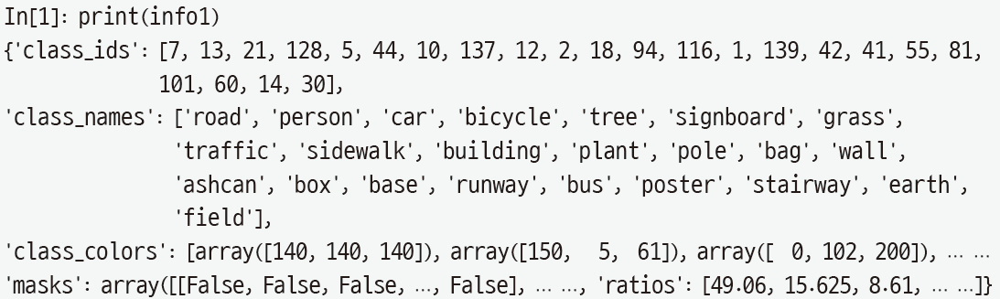 In[1]: print(info1)
{'class_ids': [7, 13, 21, 128, 5, 44, 10, 137, 12, 2, 18, 94, 116, 1, 139, 42, 41, 55, 81,
101, 60, 14, 30],
'class_names': ['road', 'person', 'car', 'bicycle', 'tree', 'signboard', 'grass',
'traffic', 'sidewalk', 'building', 'plant', 'pole', 'bag', 'wall',
'ashcan', 'box', 'base', 'runway', 'bus', 'poster', 'stairway', 'earth',
'field'],
'class_colors': [array([140, 140, 140]), array([150, 5, 61]), array([ 0, 102, 200]), … …
'masks': array([[False, False, False, …, False], … …, 'ratios': [49.06, 15.625, 8.61, … …]}